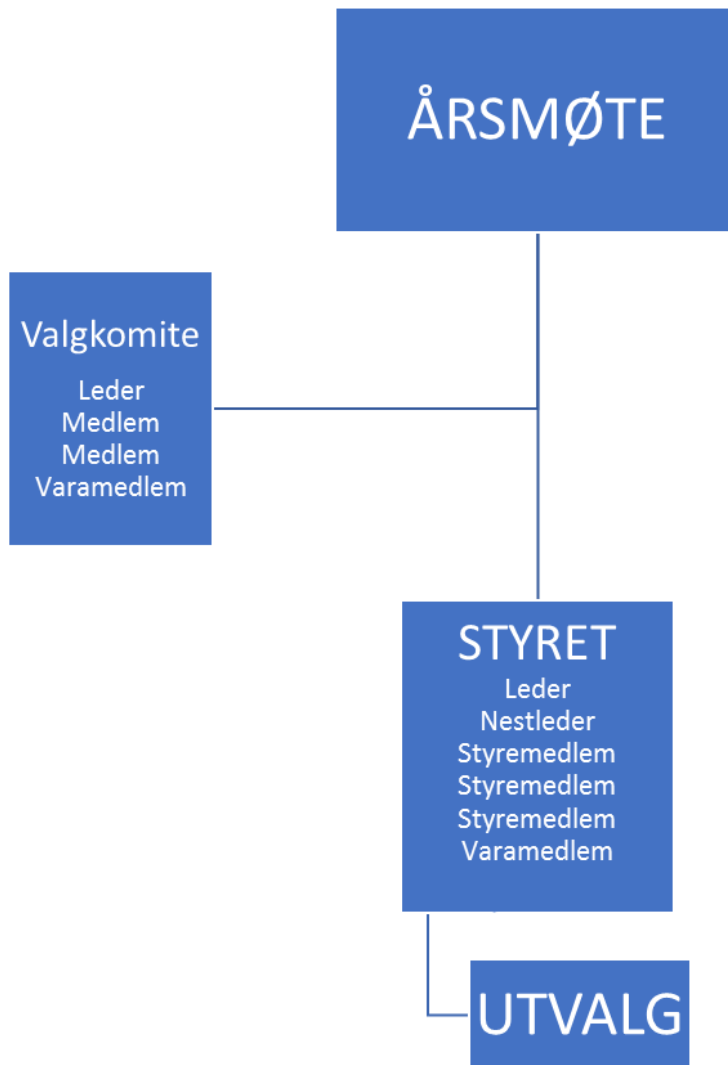 ÅRSMØTE
Valgkomite
Leder
Medlem
Medlem
Varamedlem
STYRET
Leder
Nestleder
Styremedlem
Styremedlem
Styremedlem
Varamedlem
UTVALG